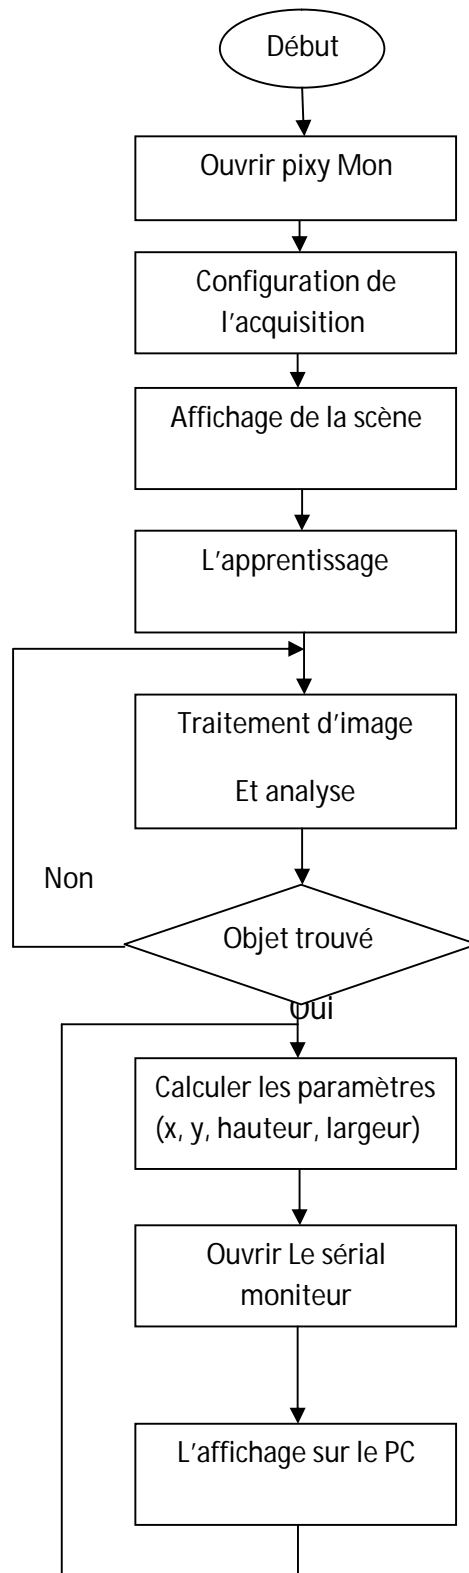 Début
Ouvrir pixy Mon
Configuration de
l'acquisition
Affichage de la scène
L'apprentissage
Traitement d'image
Et analyse
Non
Objet trouvé
Oui
Calculer les paramètres
(x, y, hauteur, largeur)
Ouvrir Le sérial
moniteur
L'affichage sur le PC